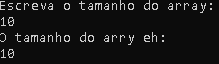 Escreva o tamanho do array:
10
O tamanho do arry eh:
10